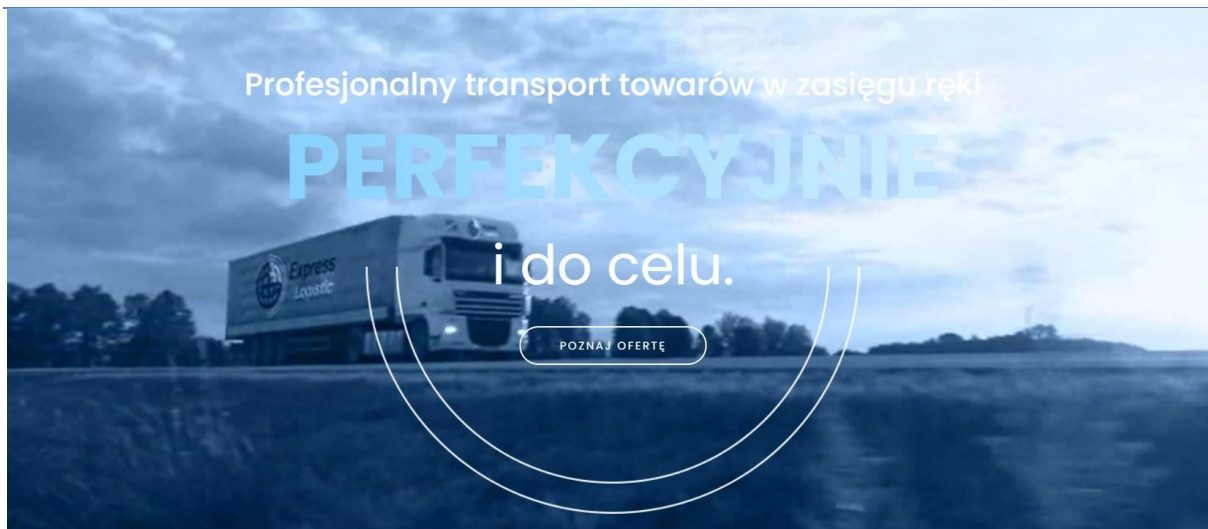 Profesjonalny transport towarów w zasięgu ręki
PERFEKCYJNIE
i do celu.
Express
Logistic
POZNAJ OFERTĘ